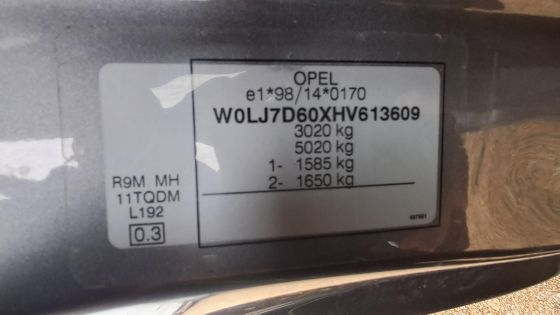 OPEL
e1*98/14*0170
W0LJ7D60XHV613609
3020 kg
5020 kg
1- 1585 kg
2- 1650 kg
R9M MH
11TQDM
L192
0.3